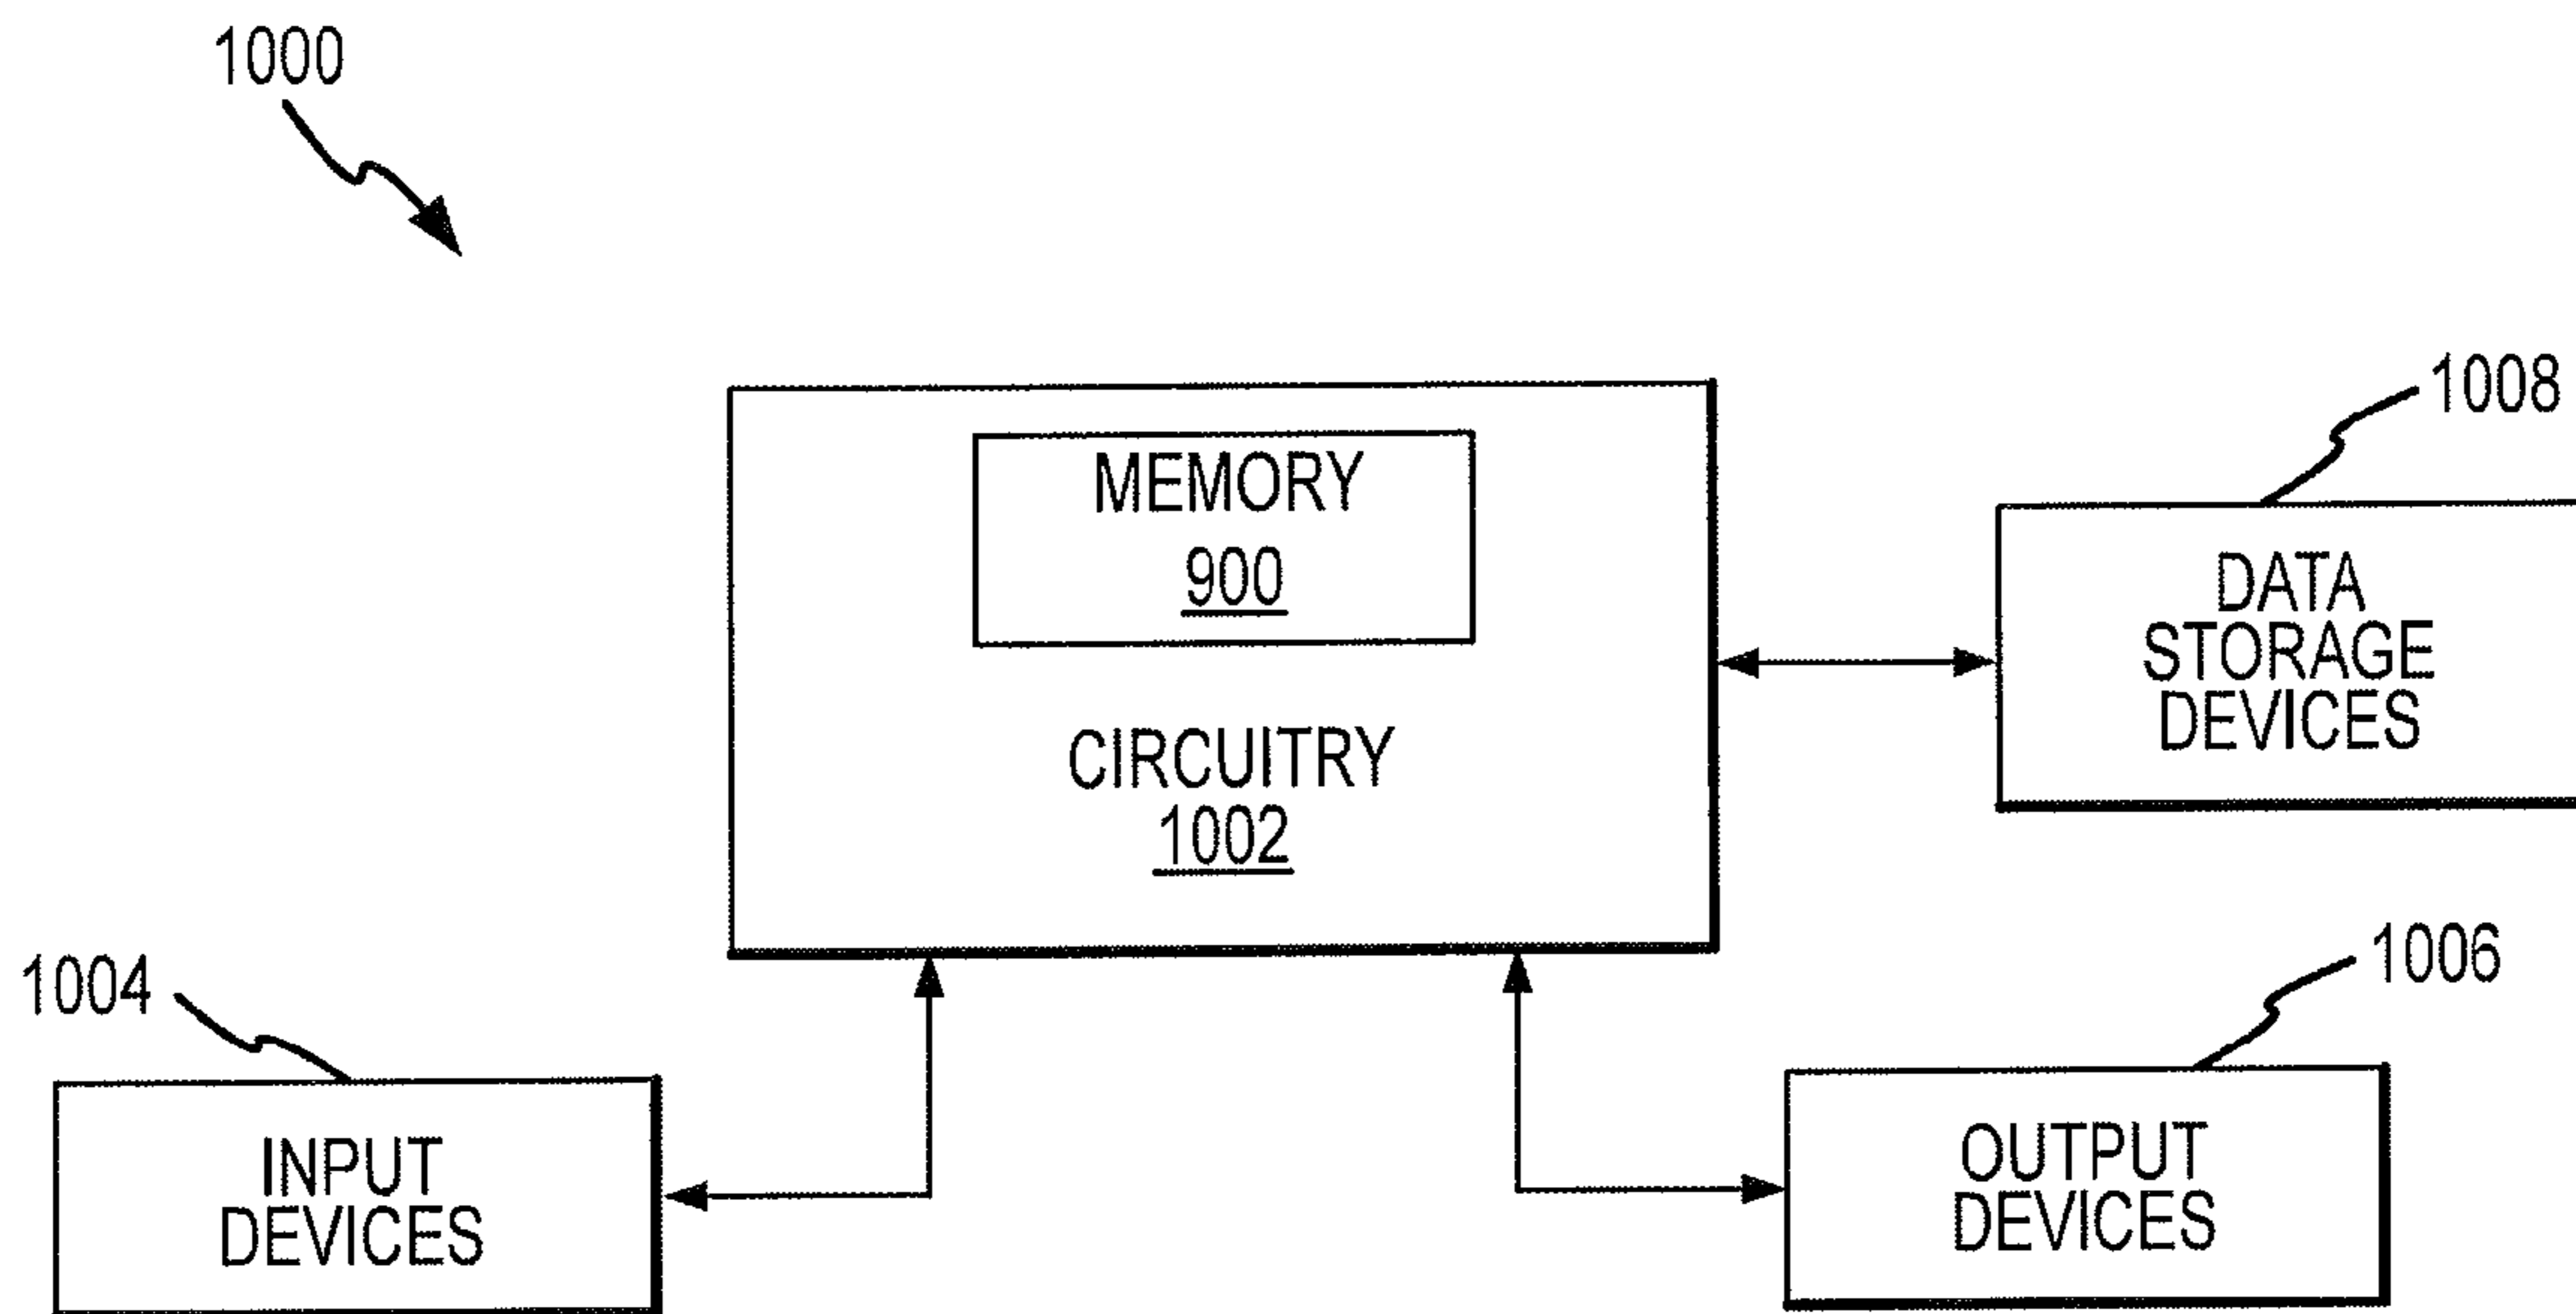 1000
1008
MEMORY
900
DATA
STORAGE
DEVICES
CIRCUITRY
1002
1004
1006
INPUT
DEVICES
OUTPUT
DEVICES